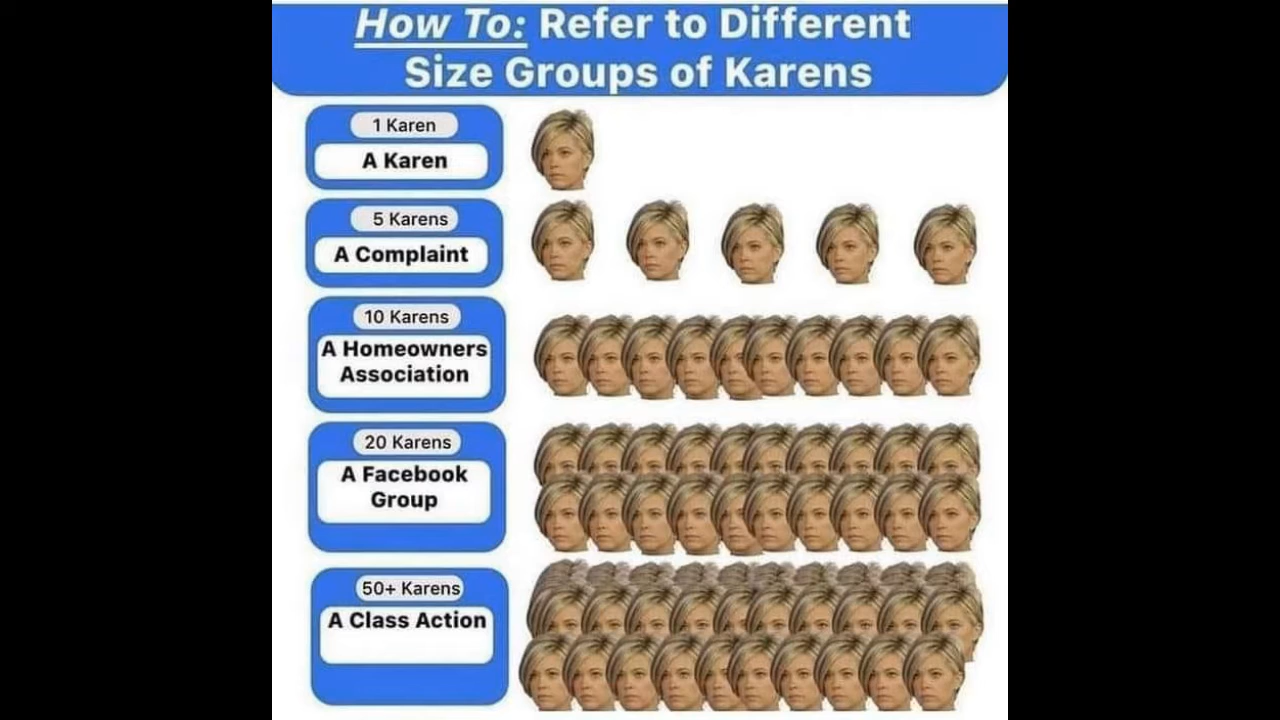 How To: Refer to Different
Size Groups of Karens
1 Karen
A Karen
5 Karens
A Complaint
10 Karens
A Homeowners
Association
20 Karens
A Facebook
Group
50+ Karens
A Class Action